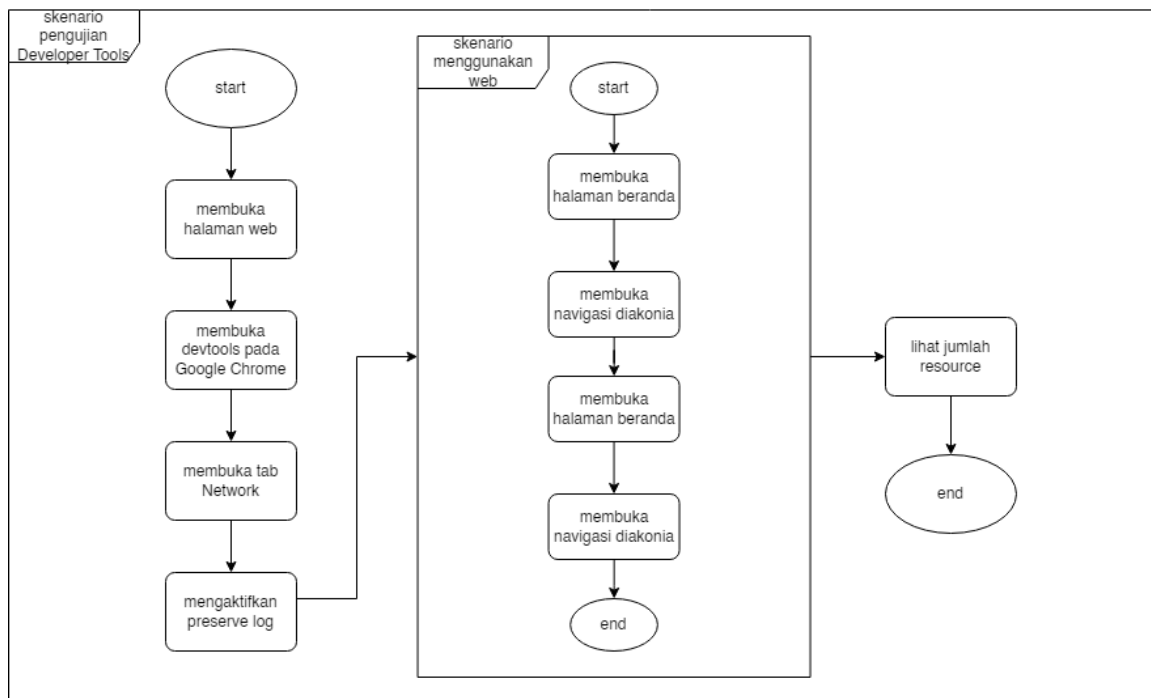 skenario
pengujian
Developer Tools
start
membuka
halaman web
membuka
devtools pada
Google Chrome
membuka tab
Network
mengaktifkan
preserve log
skenario
menggunakan
web
start
membuka
halaman beranda
membuka
navigasi diakonia
membuka
halaman beranda
membuka
navigasi diakonia
end
lihat jumlah
resource
end